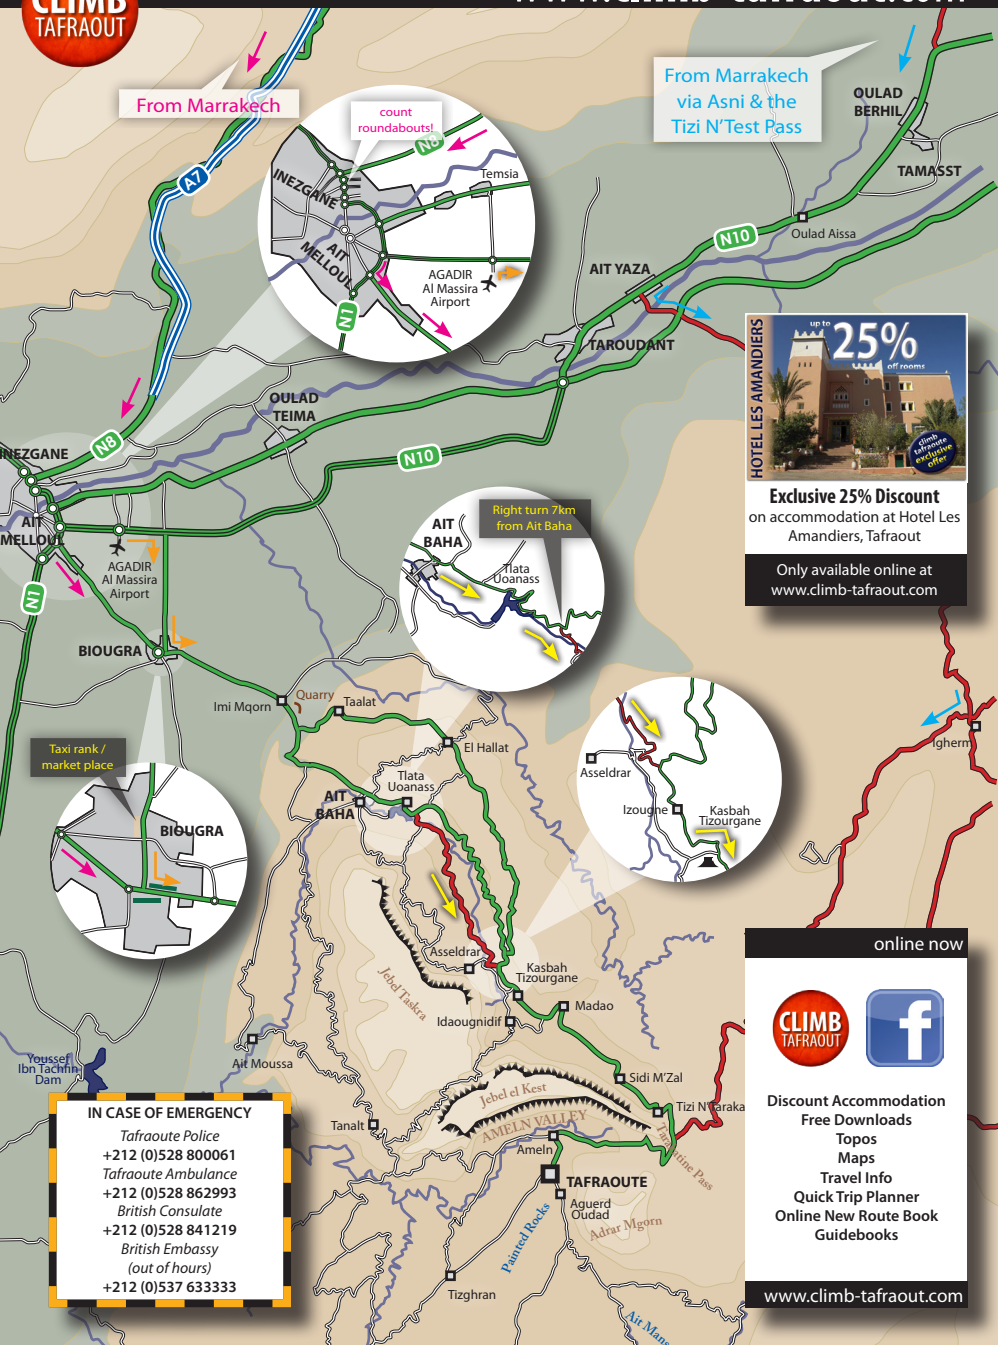 CLIMB
TAFRAOUT
www.climb-tafraout.com
From Marrakech
From Marrakech
via Asni & the
Tizi N'Test Pass
OULAD
BERHIL
TAMASST
A7
count
roundabouts!
N8
INEZGANE
Temsia
AIT
MELLOUL
AGADIR
Al Massira
Airport
N1
N10
Oulad Aissa
AIT YAZA
TAROUDANT
HOTEL LES AMANDIERS
up to
25%
off rooms
climb
tafraoute
exclusive
offer
Exclusive 25% Discount
on accommodation at Hotel Les
Amandiers, Tafraout
Only available online at
www.climb-tafraout.com
OULAD
TEIMA
N8
INEZGANE
N10
AIT
MELLOUL
AGADIR
Al Massira
Airport
N1
AIT
BAHA
Right turn 7km
from Ait Baha
Tlata
Uoanass
BIOUGRA
Imi Mqorn
Quarry
Taalat
El Hallat
Igherm
Asseldrar
Izougne
Kasbah
Tizourgane
Taxi rank /
market place
BIOUGRA
Tlata
Uoanass
AIT
BAHA
Asseldrar
Kasbah
Tizourgane
Jebel Taskra
Madao
Idaougnidif
Ait Moussa
Youssef
Ibn Tachfin
Dam
Sidi M'Zal
Jebel el Kest
Tizi N'Taraka
AMELN VALLEY
Tanalt
Ameln
Taratatine Pass
TAFRAOUTE
Aguerd
Oudad
Adrar Mgorn
Painted Rocks
Tizghran
Ait Mans
IN CASE OF EMERGENCY
Tafraoute Police
+212 (0)528 800061
Tafraoute Ambulance
+212 (0)528 862993
British Consulate
+212 (0)528 841219
British Embassy
(out of hours)
+212 (0)537 633333
online now
CLIMB
TAFRAOUT
f
Discount Accommodation
Free Downloads
Topos
Maps
Travel Info
Quick Trip Planner
Online New Route Book
Guidebooks
www.climb-tafraout.com